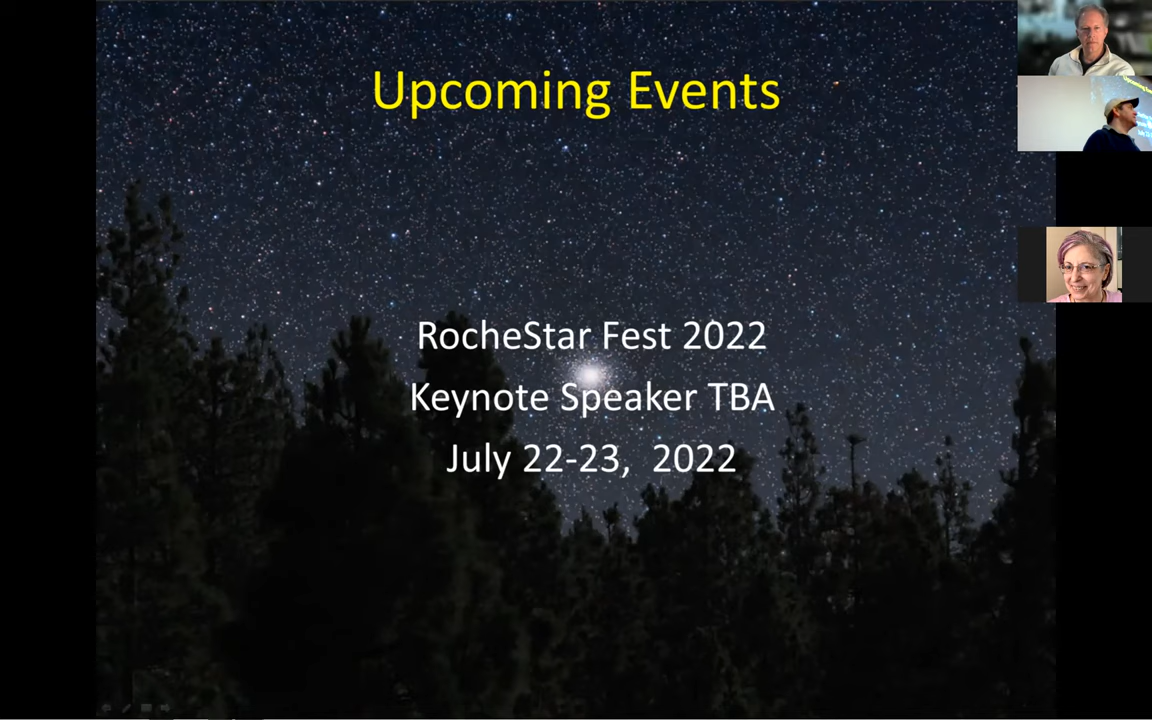 Upcoming Events
RocheStar Fest 2022
Keynote Speaker TBA
July 22-23, 2022